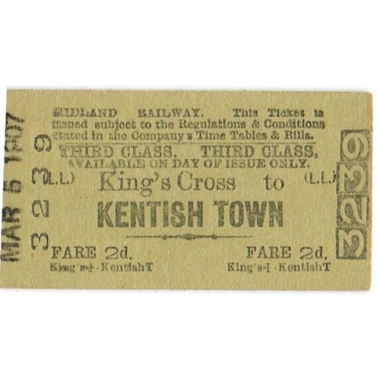 MIDLAND RAILWAY. This Ticket is
issued subject to the Regulations & Conditions
stated in the Company's Time Tables & Bills.
THIRD CLASS. THIRD CLASS.
AVAILABLE ON DAY OF ISSUE ONLY.
(LL) King's Cross to (LL)
KENTISH TOWN
FARE 2d. FARE 2d.
King's+-KentishT King's+-KentishT
MAR 5 1907
3239
3239